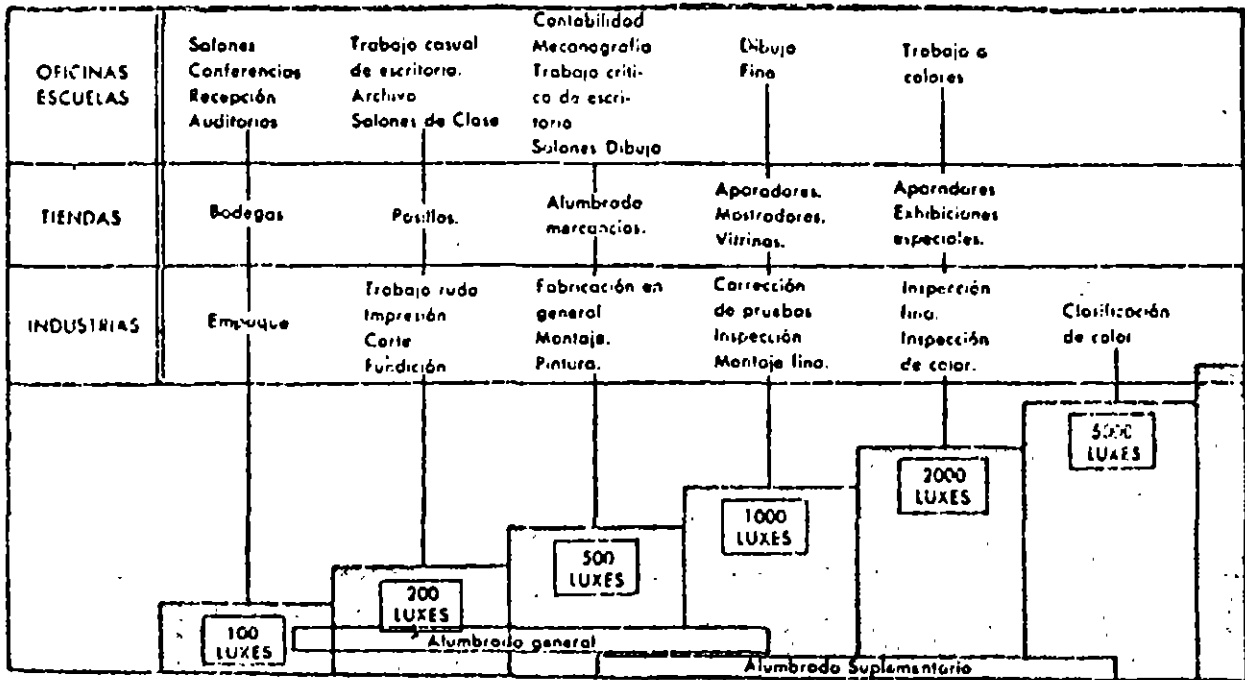 OFICINAS
ESCUELAS
Salones
Conferencias
Recepción
Auditorios
Trabajo casual
de escritorio.
Archivo
Salones de Clase
Contabilidad
Mecanografía
Trabajo críti-
co de escri-
torio
Salones Dibujo
Dibujo
Fino
Trabajo a
colores
TIENDAS
Bodegas
Pasillos.
Alumbrado
mercancías.
Aparadores.
Mostradores.
Vitrinas.
Aparadores
Exhibiciones
especiales.
INDUSTRIAS
Empaque
Trabajo rudo
Impresión
Corte
Fundición
Fabricación en
general
Montaje.
Pintura.
Corrección
de pruebas
Inspección
Montaje fino.
Inspección
fina.
Inspección
de color.
Clasificación
de color
5000
LUXES
2000
LUXES
1000
LUXES
500
LUXES
200
LUXES
100
LUXES
Alumbrado general
Alumbrado Suplementario